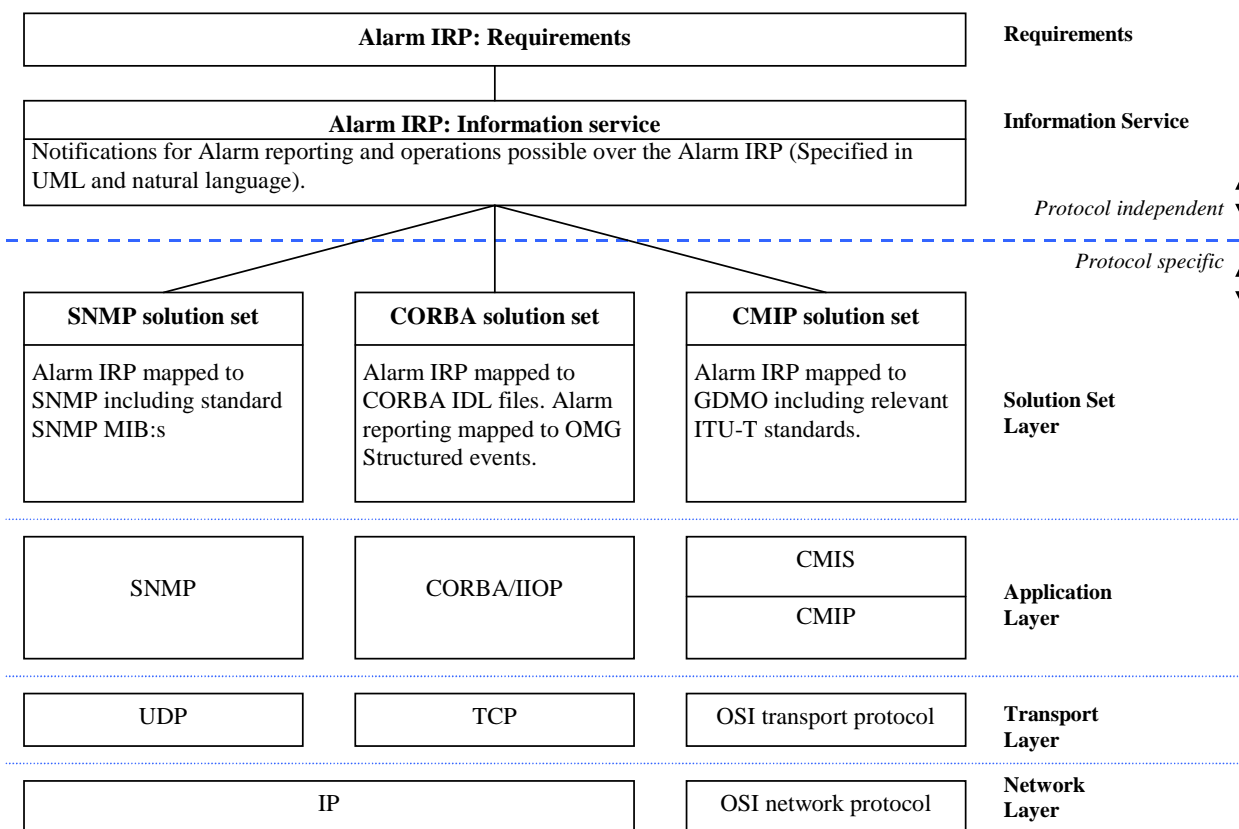 Alarm IRP: Requirements
Requirements
Alarm IRP: Information service
Information Service
Notifications for Alarm reporting and operations possible over the Alarm IRP (Specified in
UML and natural language).
Protocol independent
Protocol specific
SNMP solution set
CORBA solution set
CMIP solution set
Alarm IRP mapped to
SNMP including standard
SNMP MIB:s
Alarm IRP mapped to
CORBA IDL files. Alarm
reporting mapped to OMG
Structured events.
Alarm IRP mapped to
GDMO including relevant
ITU-T standards.
Solution Set
Layer
SNMP
CORBA/IIOP
CMIS
CMIP
Application
Layer
UDP
TCP
OSI transport protocol
Transport
Layer
IP
OSI network protocol
Network
Layer